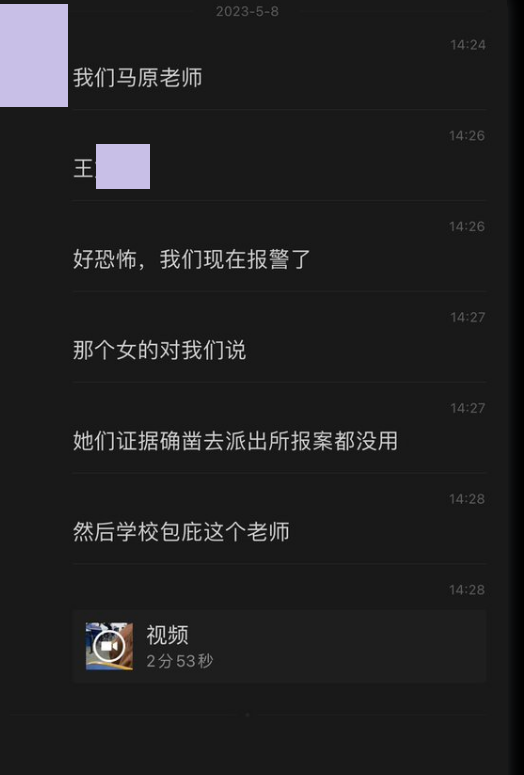 2023-5-8
14:24
我们马原老师
14:26
王
14:26
好恐怖，我们现在报警了
14:27
那个女的对我们说
14:27
她们证据确凿去派出所报案都没用
14:28
然后学校包庇这个老师
14:28
视频
2分53秒